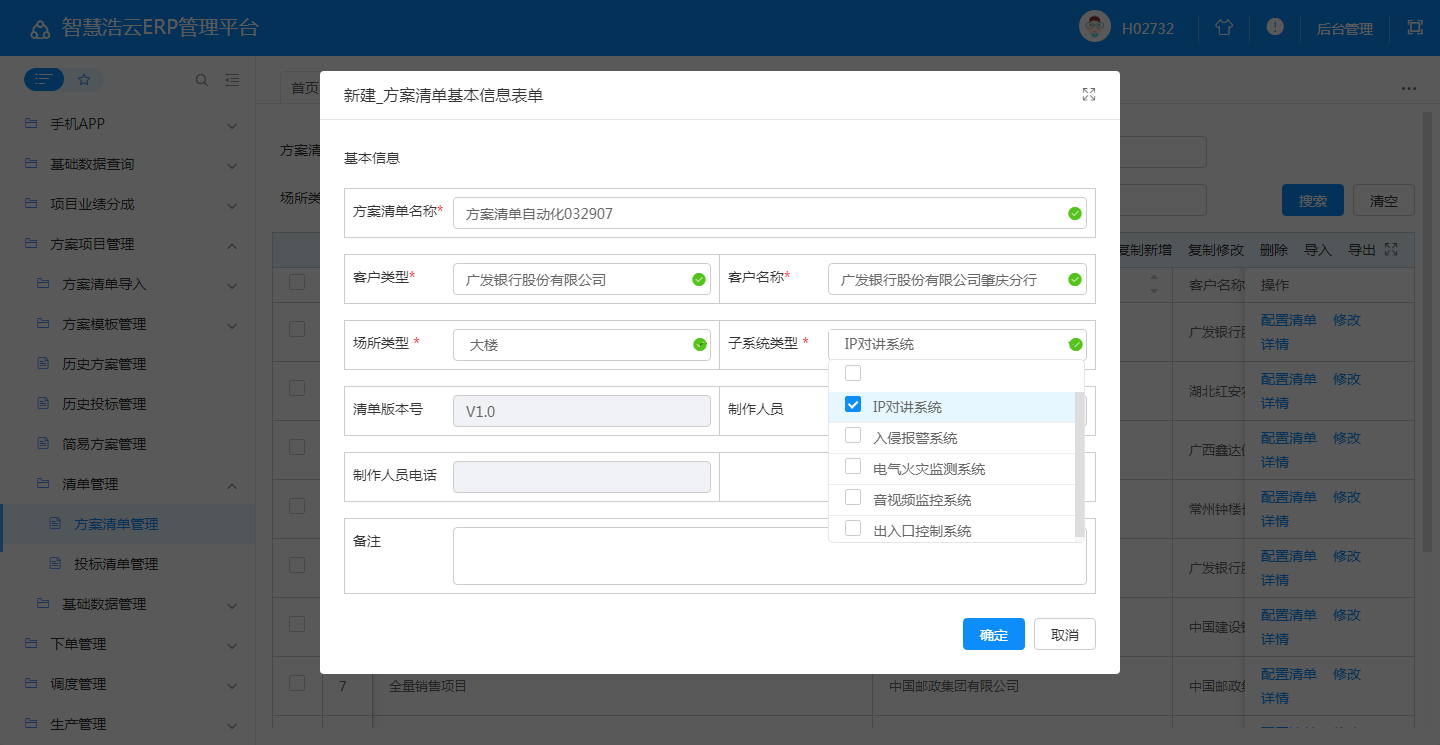 智慧浩云ERP管理平台
H02732
后台管理
首页
手机APP
基础数据查询
项目业绩分成
方案项目管理
方案清单导入
方案模板管理
历史方案管理
历史投标管理
简易方案管理
清单管理
方案清单管理
投标清单管理
基础数据管理
下单管理
调度管理
生产管理
方案清
场所类
搜索
清空
复制新增 复制修改 删除 导入 导出
客户名称 操作
广发银行 配置清单 修改
详情
湖北红安 配置清单 修改
详情
广西鑫达 配置清单 修改
详情
常州钟楼 配置清单 修改
详情
广发银行 配置清单 修改
详情
中国建设 配置清单 修改
详情
7 全量销售项目 中国邮政集团有限公司 中国邮政 配置清单 修改
详情
新建_方案清单基本信息表单
基本信息
方案清单名称* 方案清单自动化032907
客户类型* 广发银行股份有限公司 客户名称* 广发银行股份有限公司肇庆分行
场所类型 * 大楼 子系统类型 * IP对讲系统
清单版本号 V1.0 制作人员
制作人员电话
备注
IP对讲系统
入侵报警系统
电气火灾监测系统
音视频监控系统
出入口控制系统
确定 取消